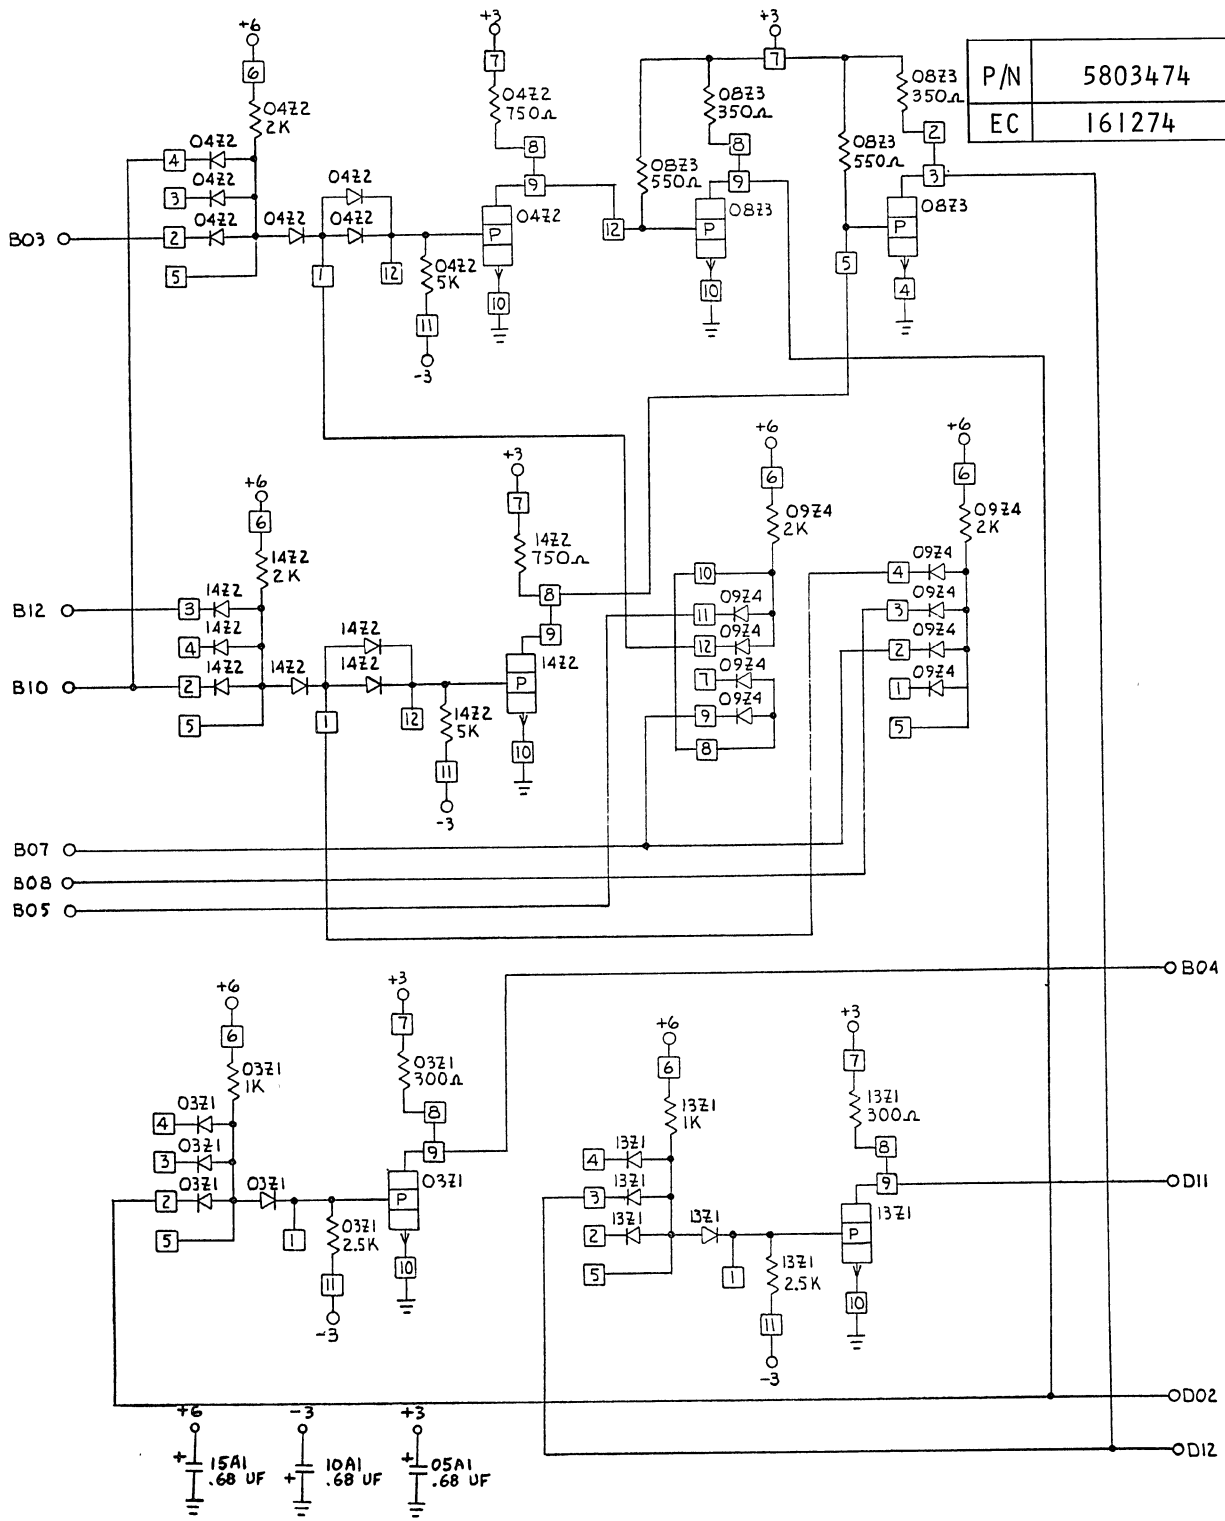 P/N 5803474
EC 161274
+6
6
04Z2
2K
04Z2
4
04Z2
3
04Z2
2
5
B03
04Z2
04Z2
04Z2
1
12
04Z2
5K
11
-3
+3
7
04Z2
750Ω
8
9
04Z2
P
10
12
+3
7
08Z3
350Ω
08Z3
550Ω
8
9
08Z3
P
10
08Z3
350Ω
08Z3
550Ω
2
3
08Z3
P
5
4
+6
6
14Z2
2K
B12
3
14Z2
14Z2
4
14Z2
B10
2
5
14Z2
14Z2
14Z2
1
12
14Z2
5K
11
-3
+3
7
14Z2
750Ω
8
9
14Z2
P
10
+6
6
09Z4
2K
10
09Z4
11
09Z4
12
09Z4
7
09Z4
9
8
+6
6
09Z4
2K
09Z4
4
09Z4
3
09Z4
2
09Z4
1
5
B07
B08
B05
B04
+6
6
03Z1
1K
03Z1
4
03Z1
3
03Z1
2
5
03Z1
1
03Z1
2.5K
11
-3
+3
7
03Z1
300Ω
8
9
03Z1
P
10
+6
6
13Z1
1K
13Z1
4
13Z1
3
13Z1
2
5
13Z1
1
13Z1
2.5K
11
-3
+3
7
13Z1
300Ω
8
9
13Z1
P
10
D11
D02
D12
+6
+
15A1
.68 UF
-3
+
10A1
.68 UF
+3
+
05A1
.68 UF